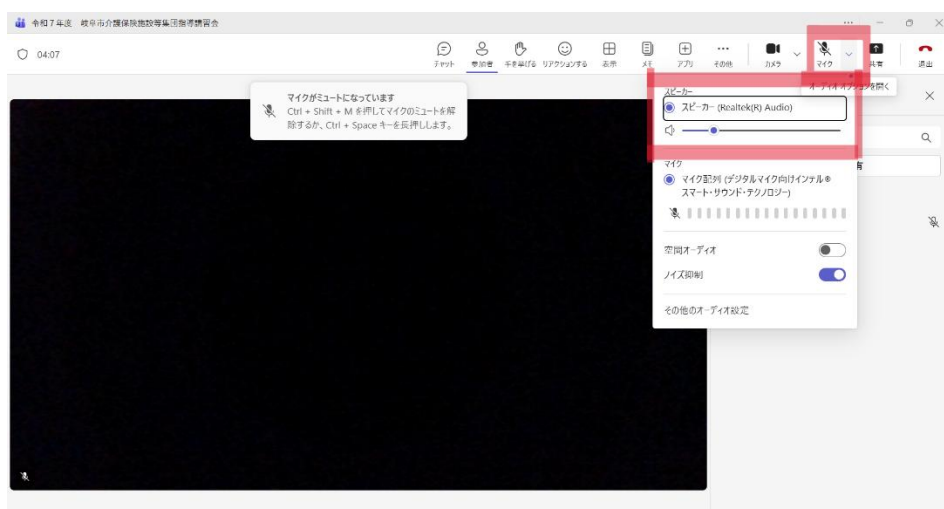 令和7年度 岐阜市介護保険施設等集団指導講習会
04:07
チャット 参加者 手を挙げる リアクションする 表示 メモ アプリ その他 カメラ マイク 共有 退出
オーディオ オプションを開く
マイクがミュートになっています
Ctrl + Shift + M を押してマイクのミュートを解
除するか、Ctrl + Space キーを長押しします。
スピーカー
スピーカー (Realtek(R) Audio)
マイク
マイク配列 (デジタルマイク向けインテル®
スマート・サウンド・テクノロジー)
空間オーディオ
ノイズ抑制
その他のオーディオ設定
有